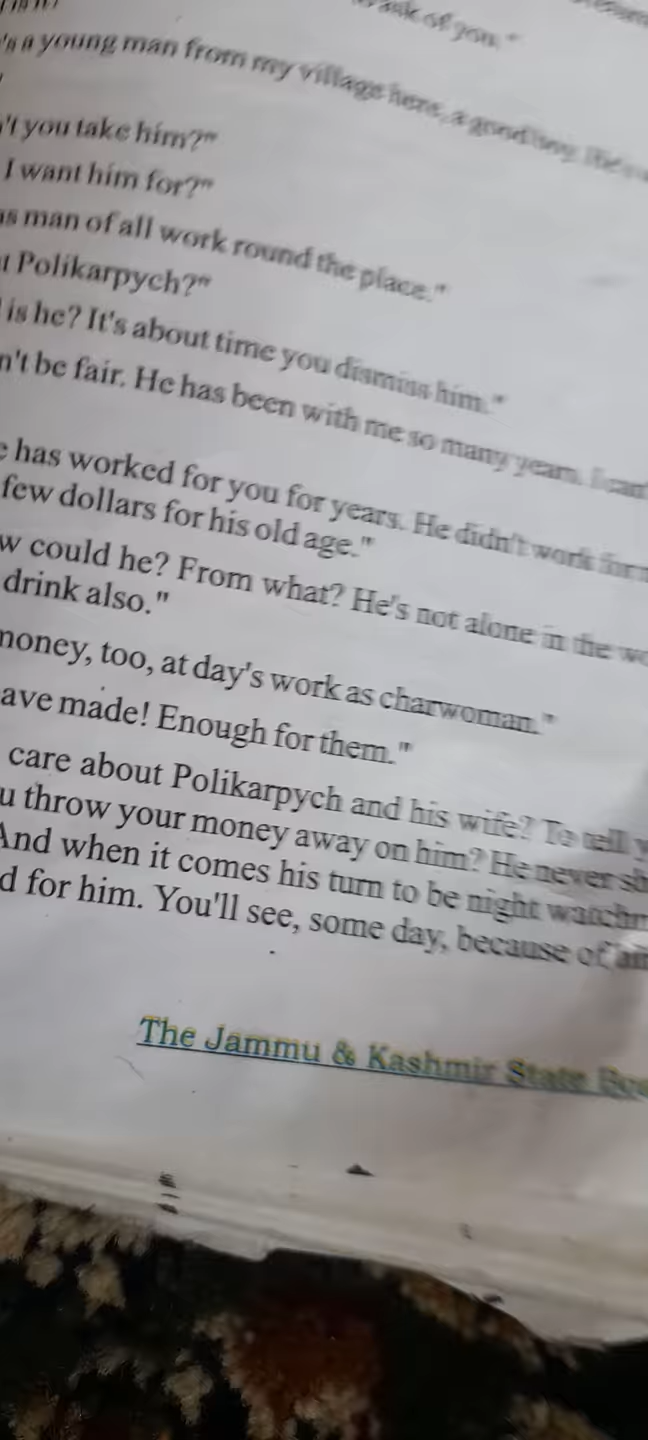 ask of you."
a young man from my village here, a good boy. He's
't you take him?"
I want him for?"
as man of all work round the place."
t Polikarpych?"
is he? It's about time you dismiss him."
n't be fair. He has been with me so many years. I can
has worked for you for years. He didn't work for
few dollars for his old age."
w could he? From what? He's not alone in the wo
drink also."
money, too, at day's work as charwoman."
ave made! Enough for them."
care about Polikarpych and his wife? To tell y
u throw your money away on him? He never sh
And when it comes his turn to be night watchm
d for him. You'll see, some day, because of an
The Jammu & Kashmir State Bo